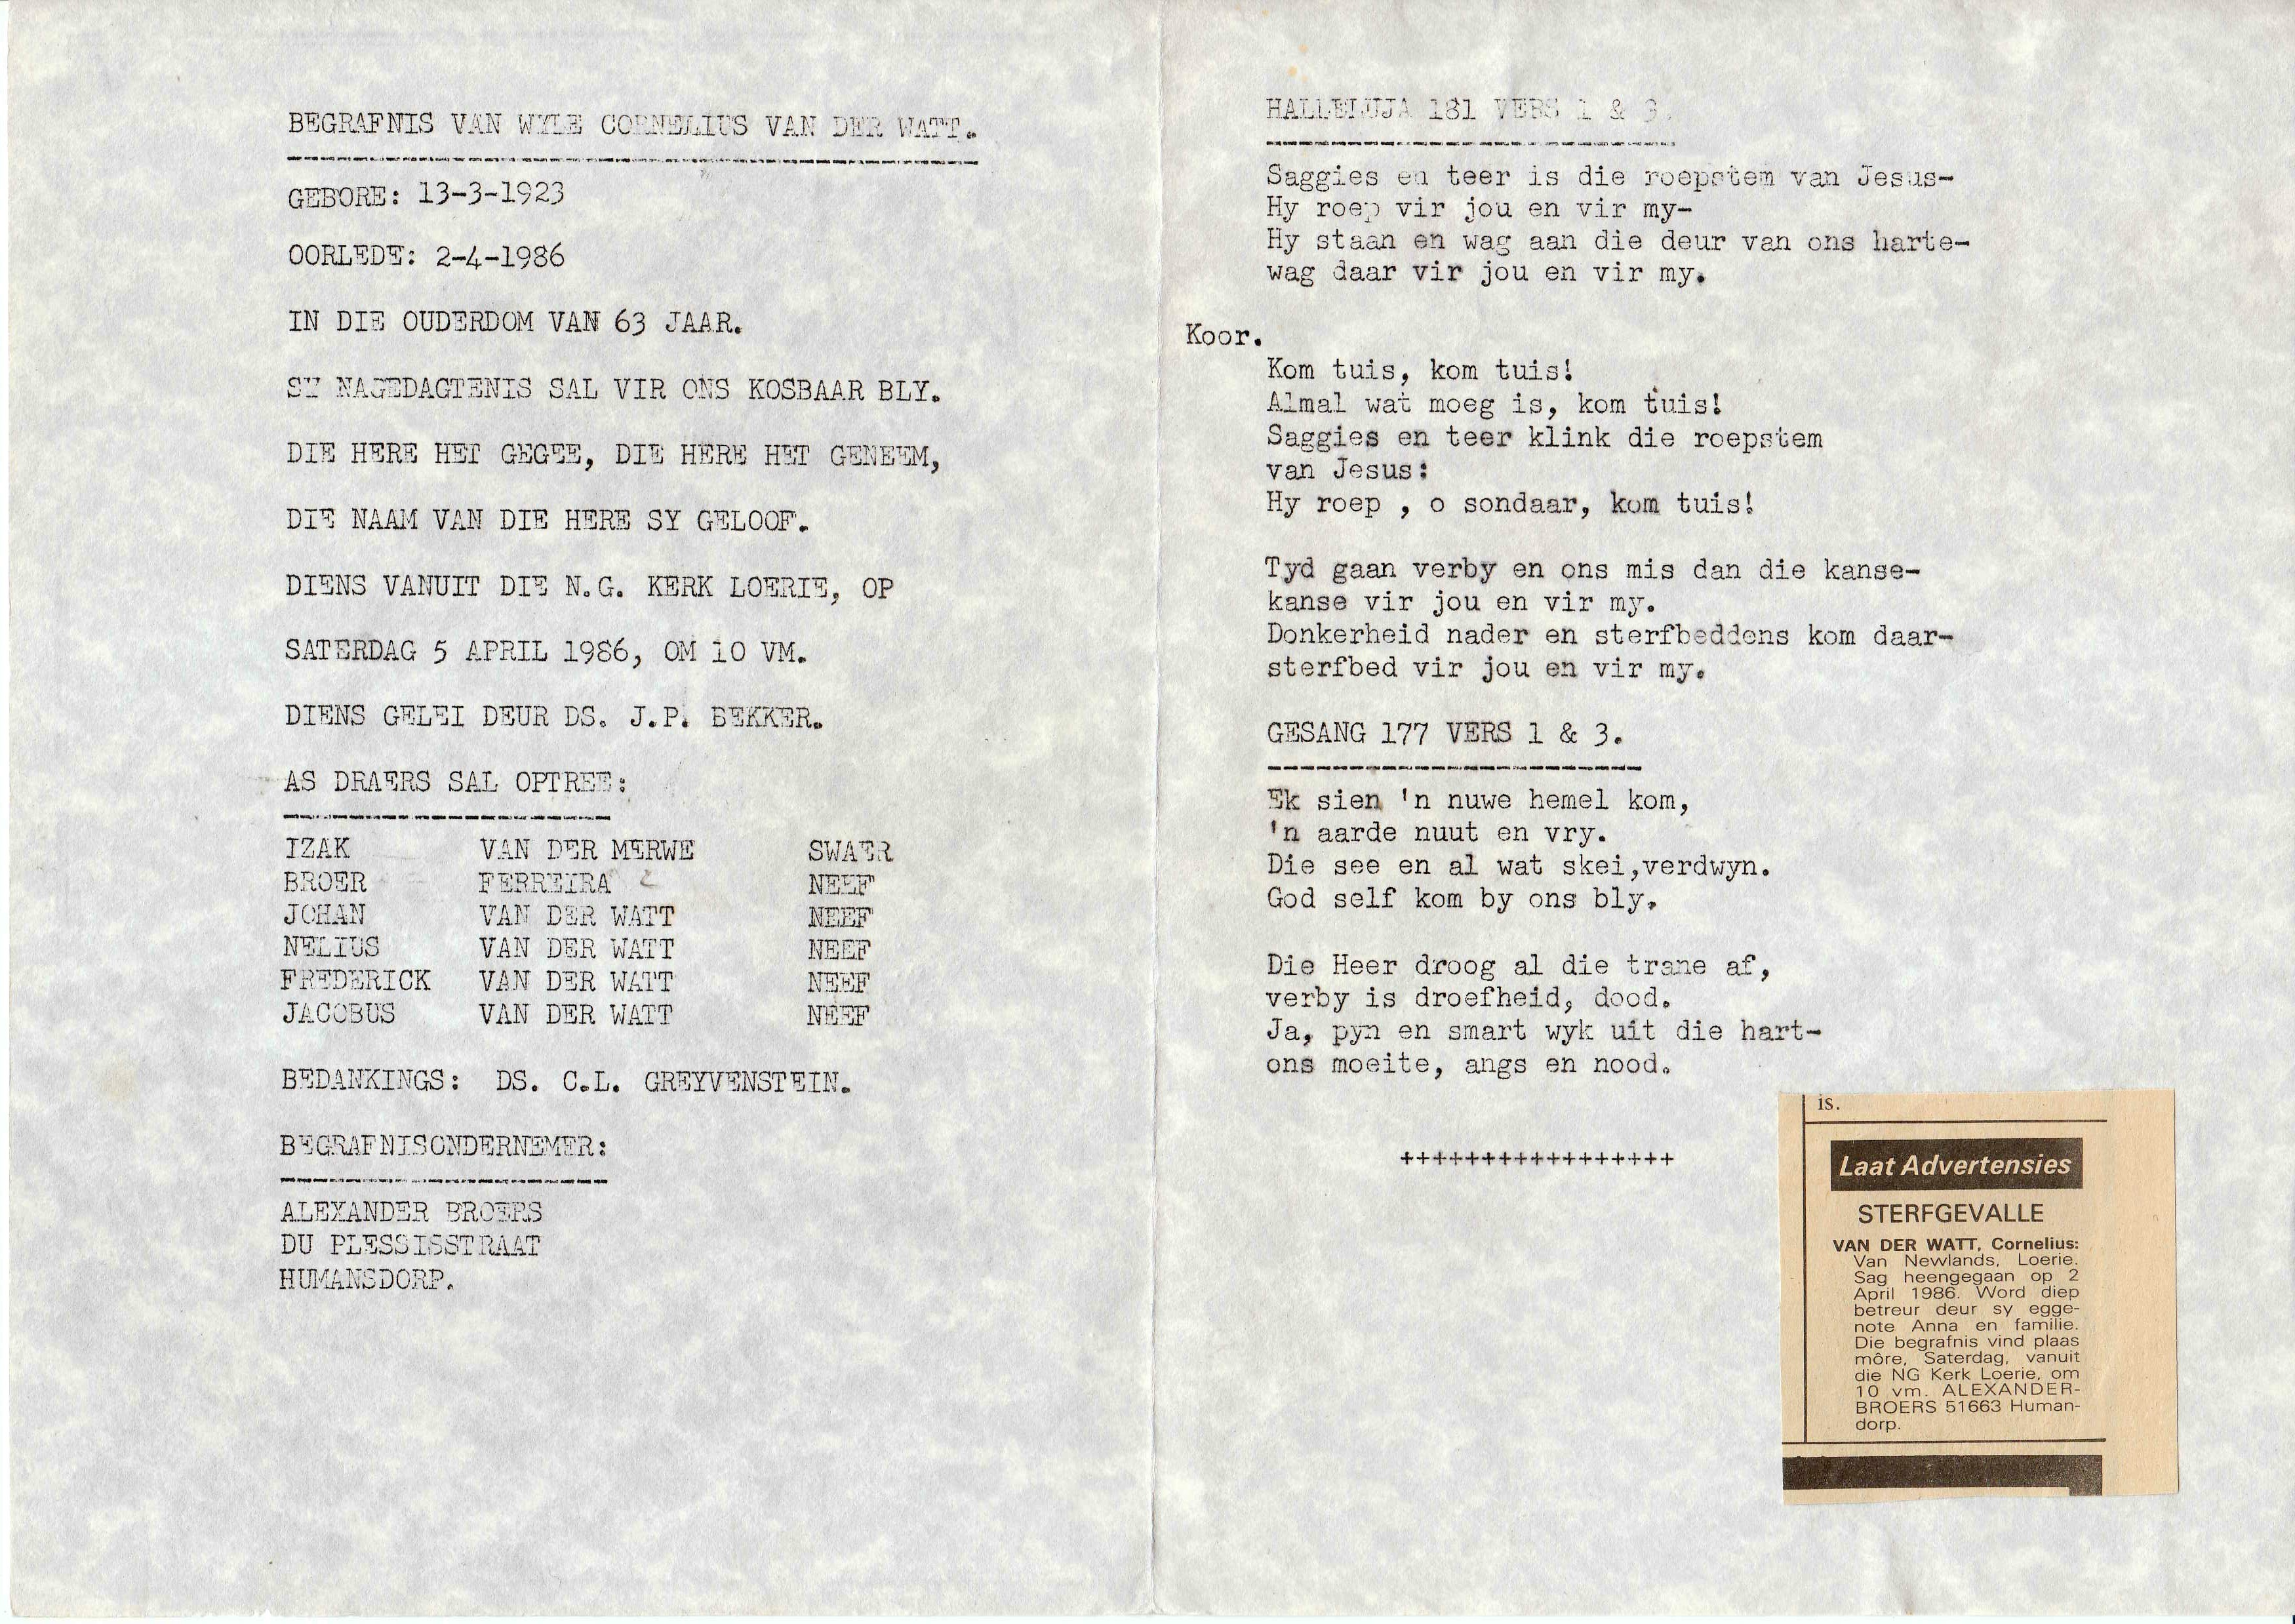 BEGRAFNIS VAN WYLE CORNELIUS VAN DER WATT.
GEBORE: 13-3-1923
OORLEDE: 2-4-1986
IN DIE OUDERDOM VAN 63 JAAR.
SY NAGEDAGTENIS SAL VIR ONS KOSBAAR BLY.
DIE HERE HET GEGEE, DIE HERE HET GENEEM,
DIE NAAM VAN DIE HERE SY GELOOF.
DIENS VANUIT DIE N.G. KERK LOERIE, OP
SATERDAG 5 APRIL 1986, OM 10 VM.
DIENS GELEI DEUR DS. J.P. BEKKER.
AS DRAERS SAL OPTREE:
IZAK VAN DER MERWE SWAER
BROER FERREIRA NEEF
JOHAN VAN DER WATT NEEF
NELIUS VAN DER WATT NEEF
FREDERICK VAN DER WATT NEEF
JACOBUS VAN DER WATT NEEF
BEDANKINGS: DS. C.L. GREYVENSTEIN.
BEGRAFNISONDERNEMER:
ALEXANDER BROERS
DU PLESSISSTRAAT
HUMANSDORP.
HALLELUJA 181 VERS 1 & 3.
Saggies en teer is die roepstem van Jesus-
Hy roep vir jou en vir my-
Hy staan en wag aan die deur van ons harte-
wag daar vir jou en vir my.
Koor.
Kom tuis, kom tuis!
Almal wat moeg is, kom tuis!
Saggies en teer klink die roepstem
van Jesus:
Hy roep , o sondaar, kom tuis!
Tyd gaan verby en ons mis dan die kanse-
kanse vir jou en vir my.
Donkerheid nader en sterfbeddens kom daar-
sterfbed vir jou en vir my.
GESANG 177 VERS 1 & 3.
Ek sien 'n nuwe hemel kom,
'n aarde nuut en vry.
Die see en al wat skei,verdwyn.
God self kom by ons bly.
Die Heer droog al die trane af,
verby is droefheid, dood.
Ja, pyn en smart wyk uit die hart-
ons moeite, angs en nood.
+++++++++++++++++
is.
Laat Advertensies
STERFGEVALLE
VAN DER WATT, Cornelius:
Van Newlands, Loerie.
Sag heengegaan op 2
April 1986. Word diep
betreur deur sy egge-
note Anna en familie.
Die begrafnis vind plaas
môre, Saterdag, vanuit
die NG Kerk Loerie, om
10 vm. ALEXANDER-
BROERS 51663 Human-
dorp.